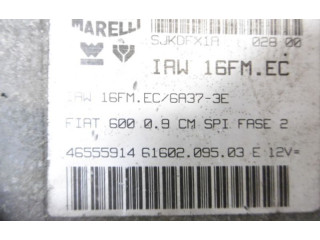 MARELLI
SJKDFX1A 028 00
IAW 16FM.EC
IAW 16FM.EC/6A37-3E
FIAT 600 0.9 CM SPI FASE 2
46555914 61602.095.03 E 12V=